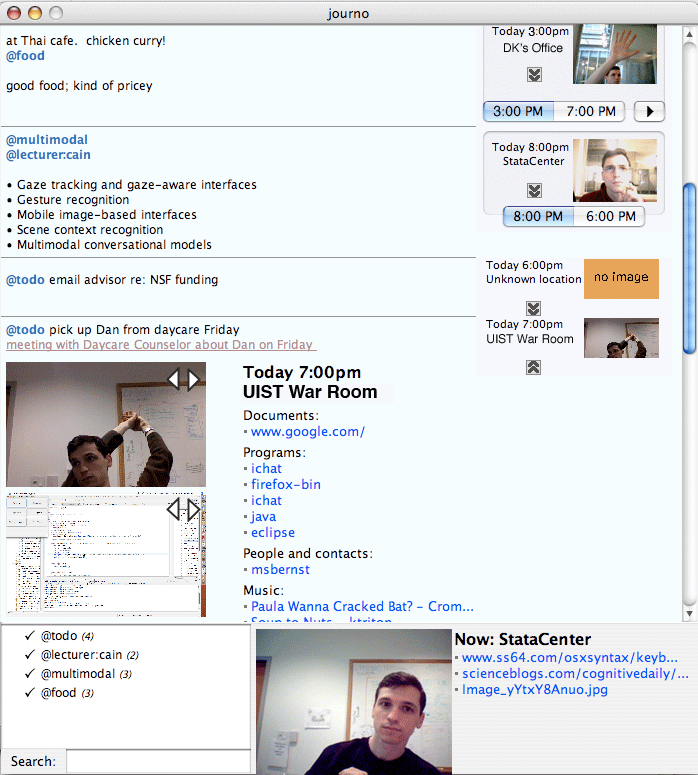 journo
at Thai cafe.  chicken curry!
@food
good food; kind of pricey
Today 3:00pm
DK's Office
3:00 PM
7:00 PM
@multimodal
@lecturer:cain
• Gaze tracking and gaze-aware interfaces
• Gesture recognition
• Mobile image-based interfaces
• Scene context recognition
• Multimodal conversational models
Today 8:00pm
StataCenter
8:00 PM
6:00 PM
@todo email advisor re: NSF funding
Today 6:00pm
Unknown location
no image
@todo pick up Dan from daycare Friday
meeting with Daycare Counselor about Dan on Friday
Today 7:00pm
UIST War Room
Today 7:00pm
UIST War Room
Documents:
www.google.com/
Programs:
ichat
firefox-bin
ichat
java
eclipse
People and contacts:
msbernst
Music:
Paula Wanna Cracked Bat? - Crom...
Soup to Nuts - ktriton
✓ @todo (4)
✓ @lecturer:cain (2)
✓ @multimodal (3)
✓ @food (3)
Search:
Now: StataCenter
www.ss64.com/osxsyntax/keyb...
scienceblogs.com/cognitivedaily/...
Image_yYtxY8Anuo.jpg